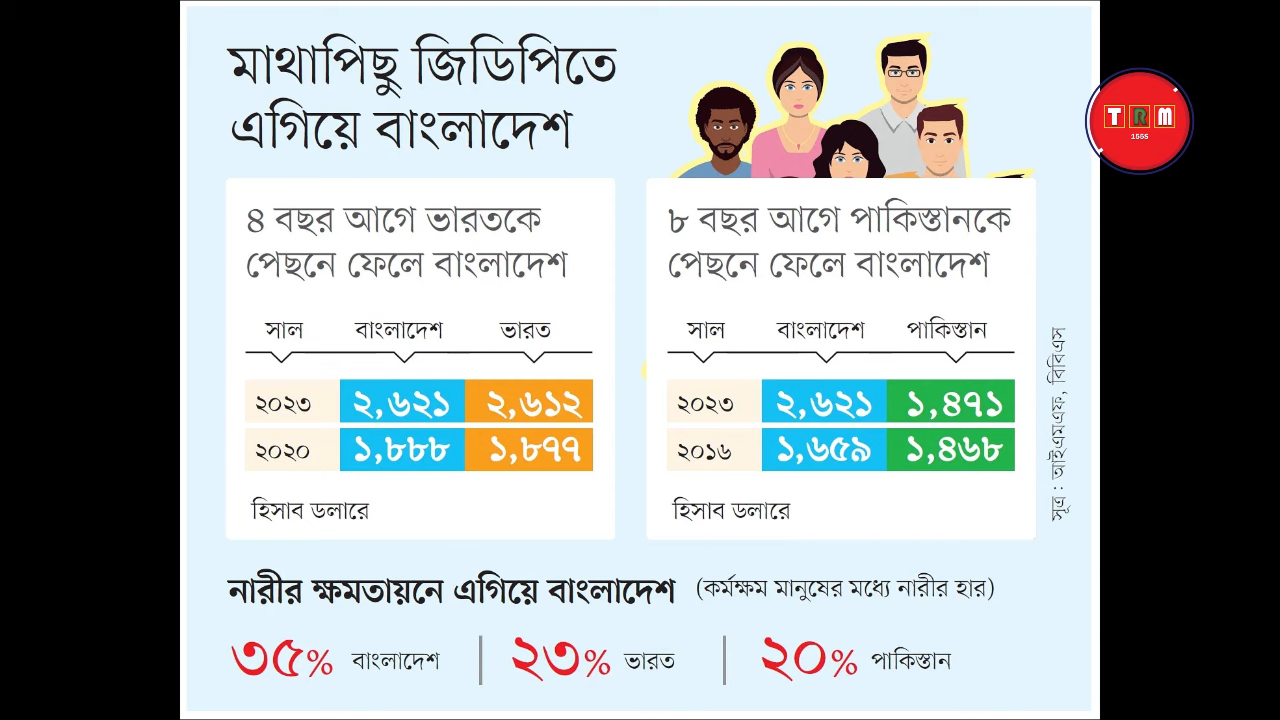 মাথাপিছু জিডিপিতে
এগিয়ে বাংলাদেশ
TRM
1555
৪ বছর আগে ভারতকে
পেছনে ফেলে বাংলাদেশ
সাল বাংলাদেশ ভারত
২০২৩ ২,৬২১ ২,৬১২
২০২০ ১,৮৮৮ ১,৮৭৭
হিসাব ডলারে
৮ বছর আগে পাকিস্তানকে
পেছনে ফেলে বাংলাদেশ
সাল বাংলাদেশ পাকিস্তান
২০২৩ ২,৬২১ ১,৪৭১
২০১৬ ১,৬৫৯ ১,৪৬৮
হিসাব ডলারে
সূত্র : আইএমএফ, বিবিএস
নারীর ক্ষমতায়নে এগিয়ে বাংলাদেশ (কর্মক্ষম মানুষের মধ্যে নারীর হার)
৩৫% বাংলাদেশ ২৩% ভারত ২০% পাকিস্তান